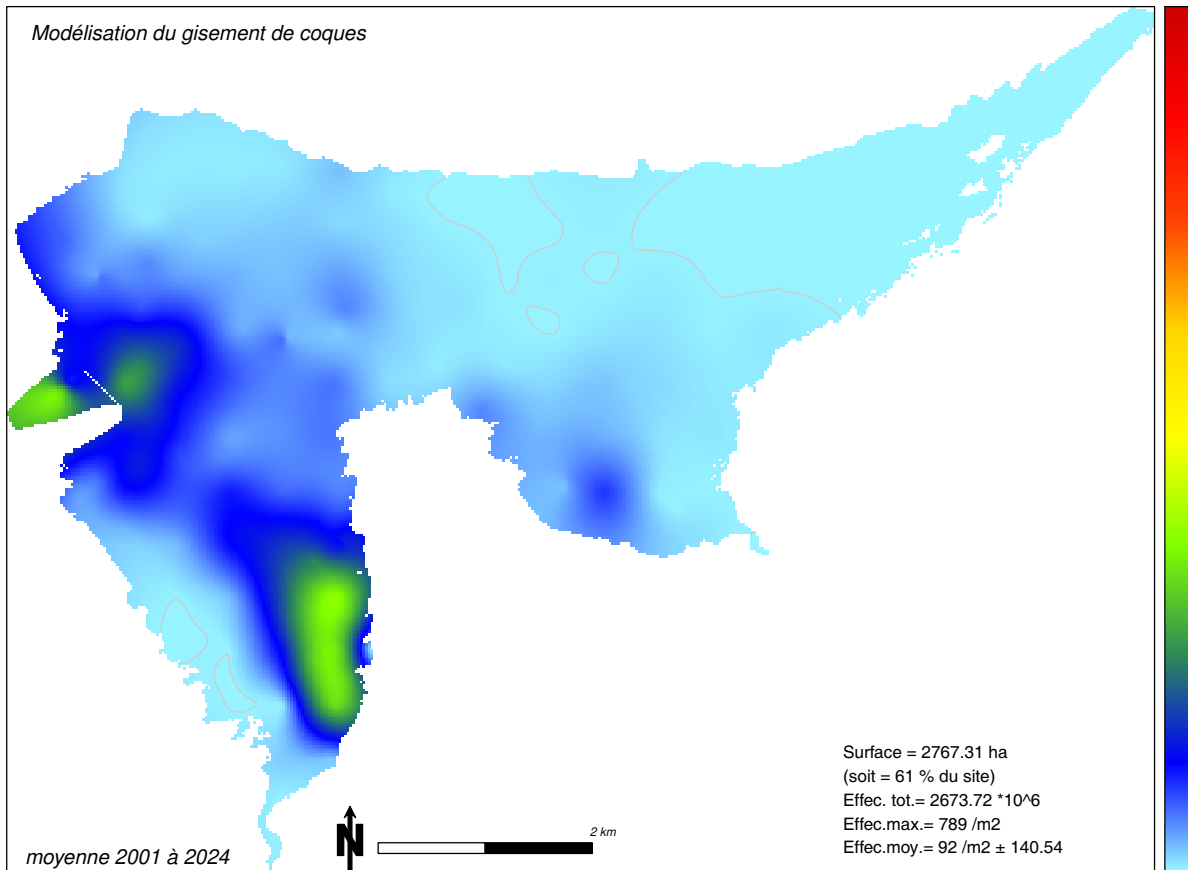 Modélisation du gisement de coques
Surface = 2767.31 ha
(soit = 61 % du site)
Effec. tot.= 2673.72 *10^6
Effec.max.= 789 /m2
Effec.moy.= 92 /m2 ± 140.54
N
2 km
moyenne 2001 à 2024